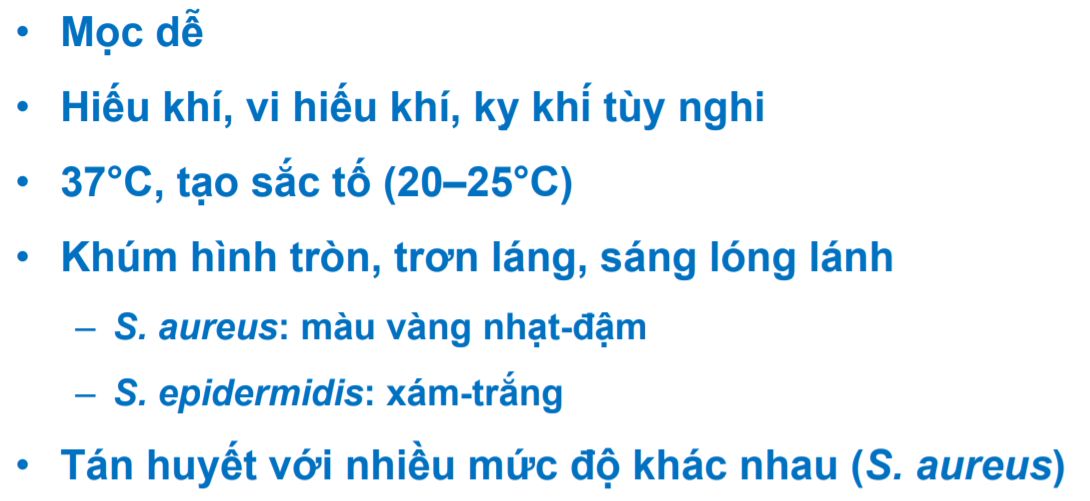 • Mọc dễ
• Hiếu khí, vi hiếu khí, ky khí tùy nghi
• 37°C, tạo sắc tố (20–25°C)
• Khúm hình tròn, trơn láng, sáng lóng lánh
– S. aureus: màu vàng nhạt-đậm
– S. epidermidis: xám-trắng
• Tán huyết với nhiều mức độ khác nhau (S. aureus)